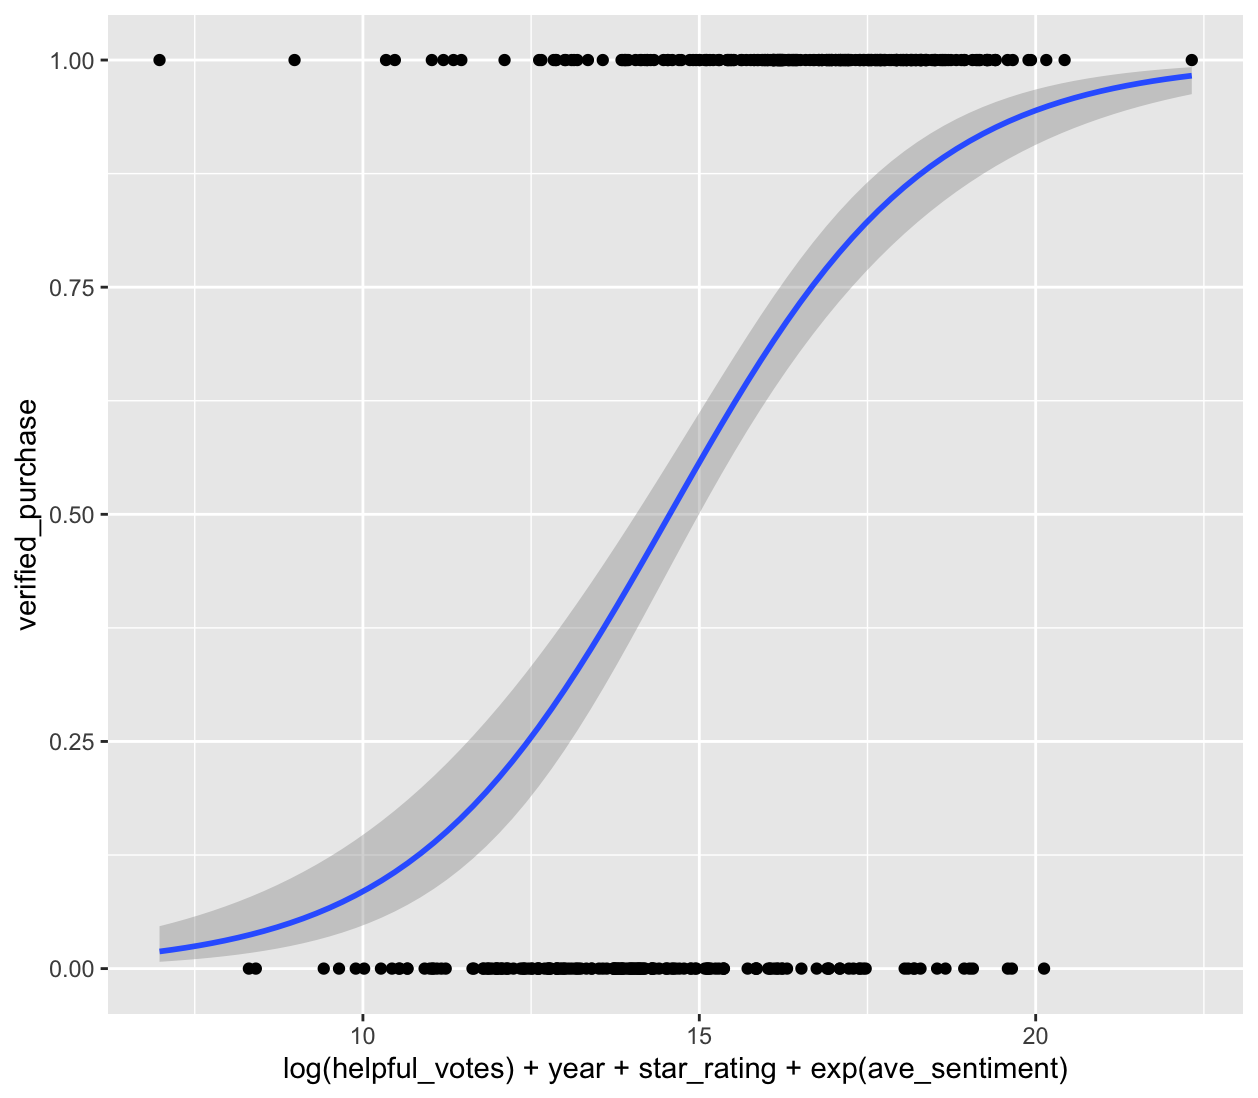 1.00
0.75
0.50
0.25
0.00
verified_purchase
10 15 20
log(helpful_votes) + year + star_rating + exp(ave_sentiment)